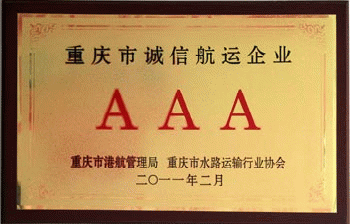 重庆市诚信航运企业
AAA
重庆市港航管理局 重庆市水路运输行业协会
二〇一一年二月